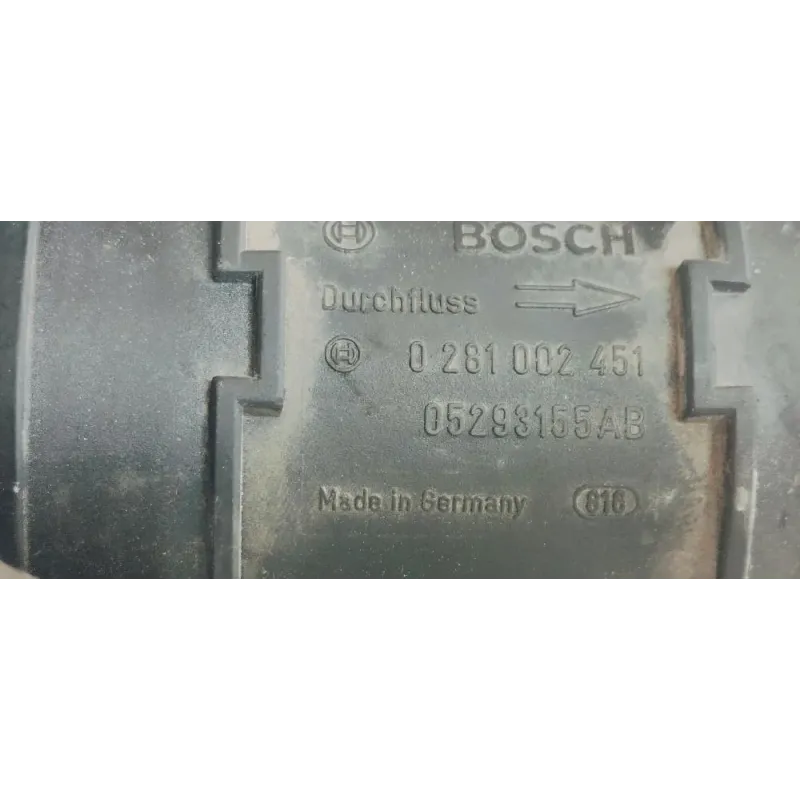 BOSCH
Durchfluss
0 281 002 451
05293155AB
Made in Germany 616